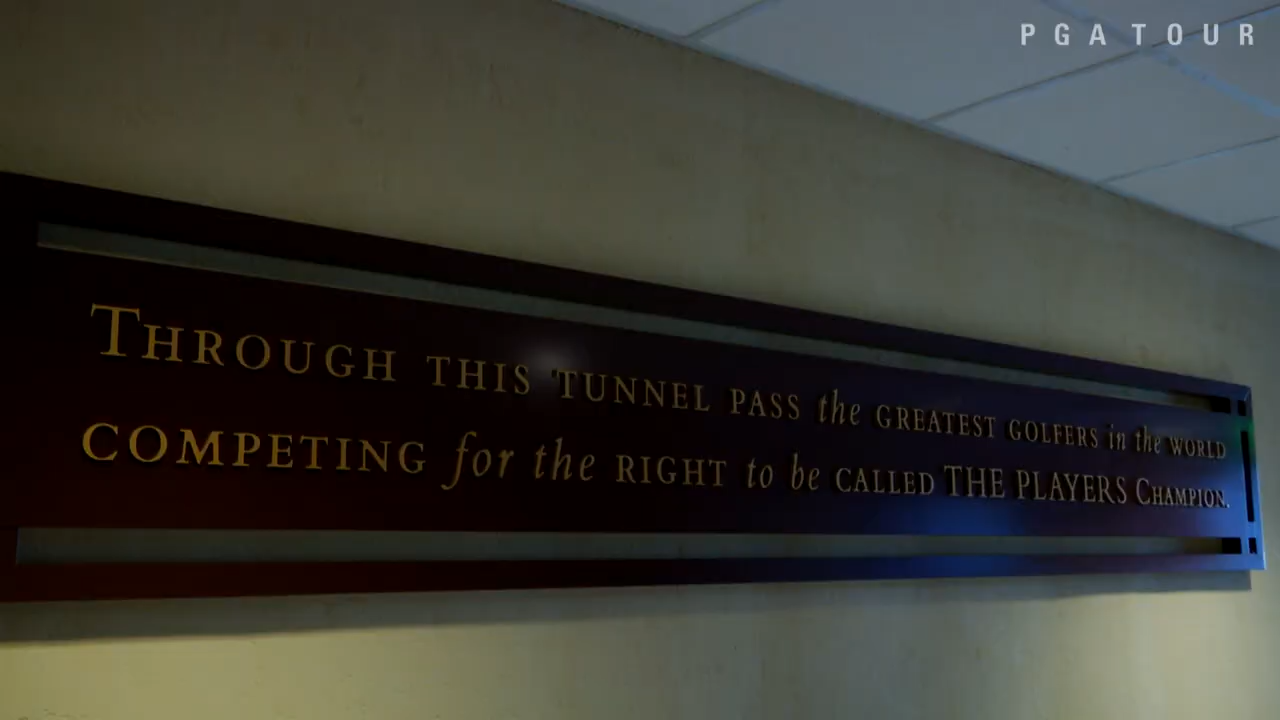 PGA TOUR
THROUGH THIS TUNNEL PASS the GREATEST GOLFERS in the WORLD
COMPETING for the RIGHT to be CALLED THE PLAYERS CHAMPION.